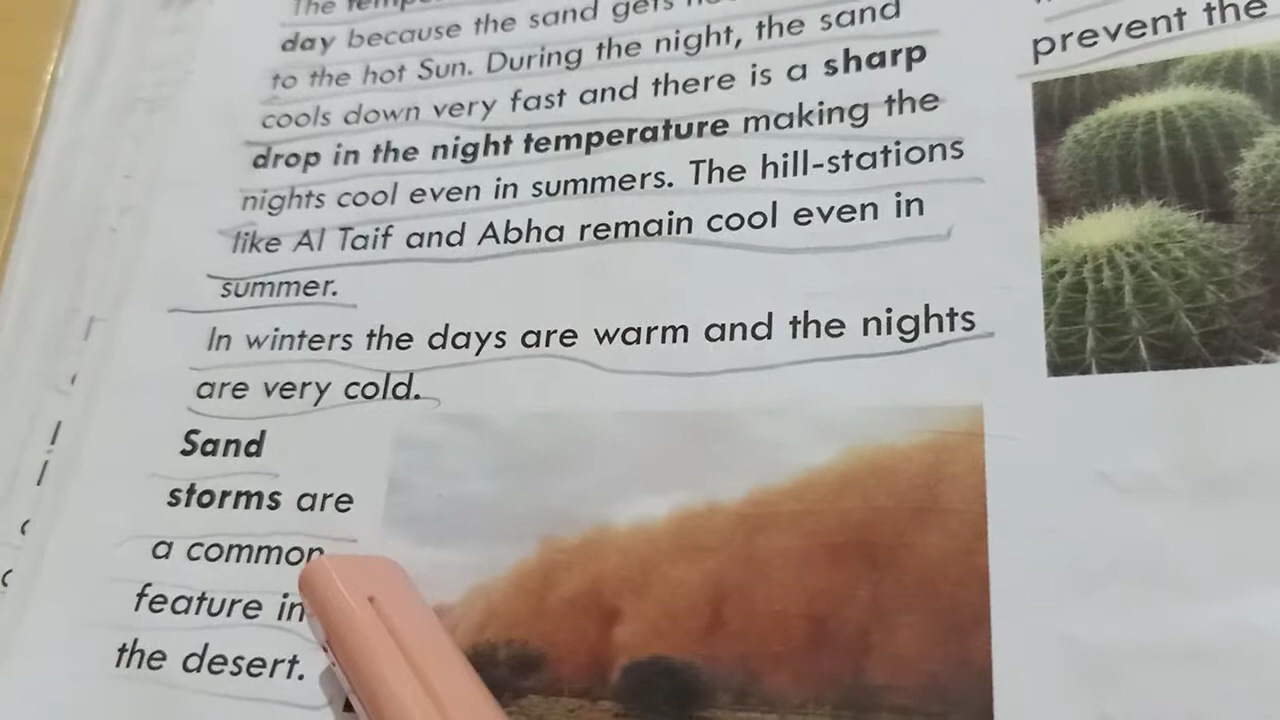 The
day because the sand gets
to the hot Sun. During the night, the sand
cools down very fast and there is a sharp
drop in the night temperature making the
nights cool even in summers. The hill-stations
like Al Taif and Abha remain cool even in
summer.
In winters the days are warm and the nights
are very cold.
Sand
storms are
a common
feature in
the desert.
prevent the